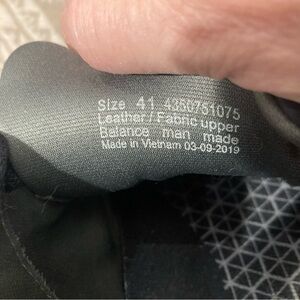 Size 41 4350751075
Leather / Fabric upper
Balance man made
Made in Vietnam 03-09-2019